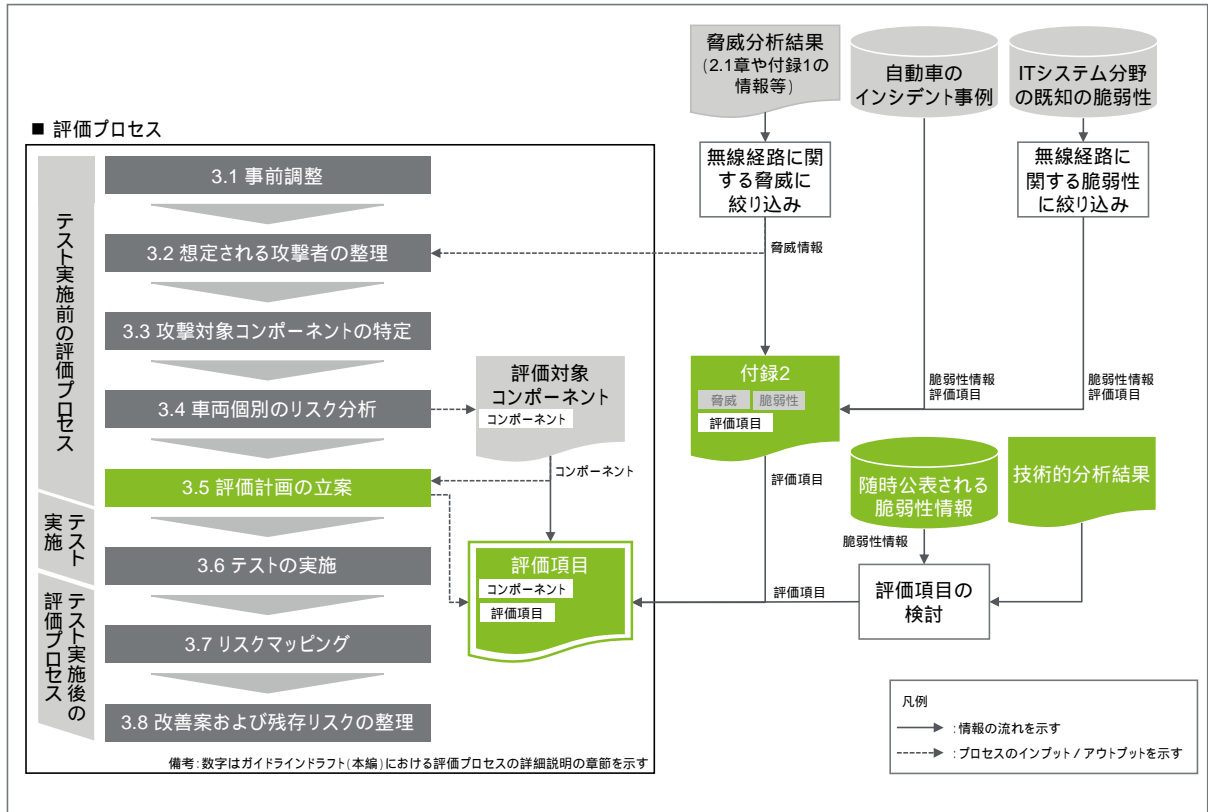 脅威分析結果
(2.1章や付録1の
情報等)
自動車の
インシデント事例
ITシステム分野
の既知の脆弱性
■ 評価プロセス
無線経路に関
する脅威に
絞り込み
無線経路に
関する脆弱性
に絞り込み
テスト実施前の評価プロセス
3.1 事前調整
3.2 想定される攻撃者の整理
脅威情報
3.3 攻撃対象コンポーネントの特定
3.4 車両個別のリスク分析
評価対象
コンポーネント
コンポーネント
付録2
脅威
脆弱性
評価項目
脆弱性情報
評価項目
脆弱性情報
評価項目
3.5 評価計画の立案
コンポーネント
評価項目
随時公表される
脆弱性情報
技術的分析結果
テスト
実施
3.6 テストの実施
評価項目
コンポーネント
評価項目
評価項目
脆弱性情報
評価項目の
検討
テスト実施後の
評価プロセス
3.7 リスクマッピング
3.8 改善案および残存リスクの整理
備考:数字はガイドラインドラフト(本編)における評価プロセスの詳細説明の章節を示す
凡例
:情報の流れを示す
:プロセスのインプット/アウトプットを示す